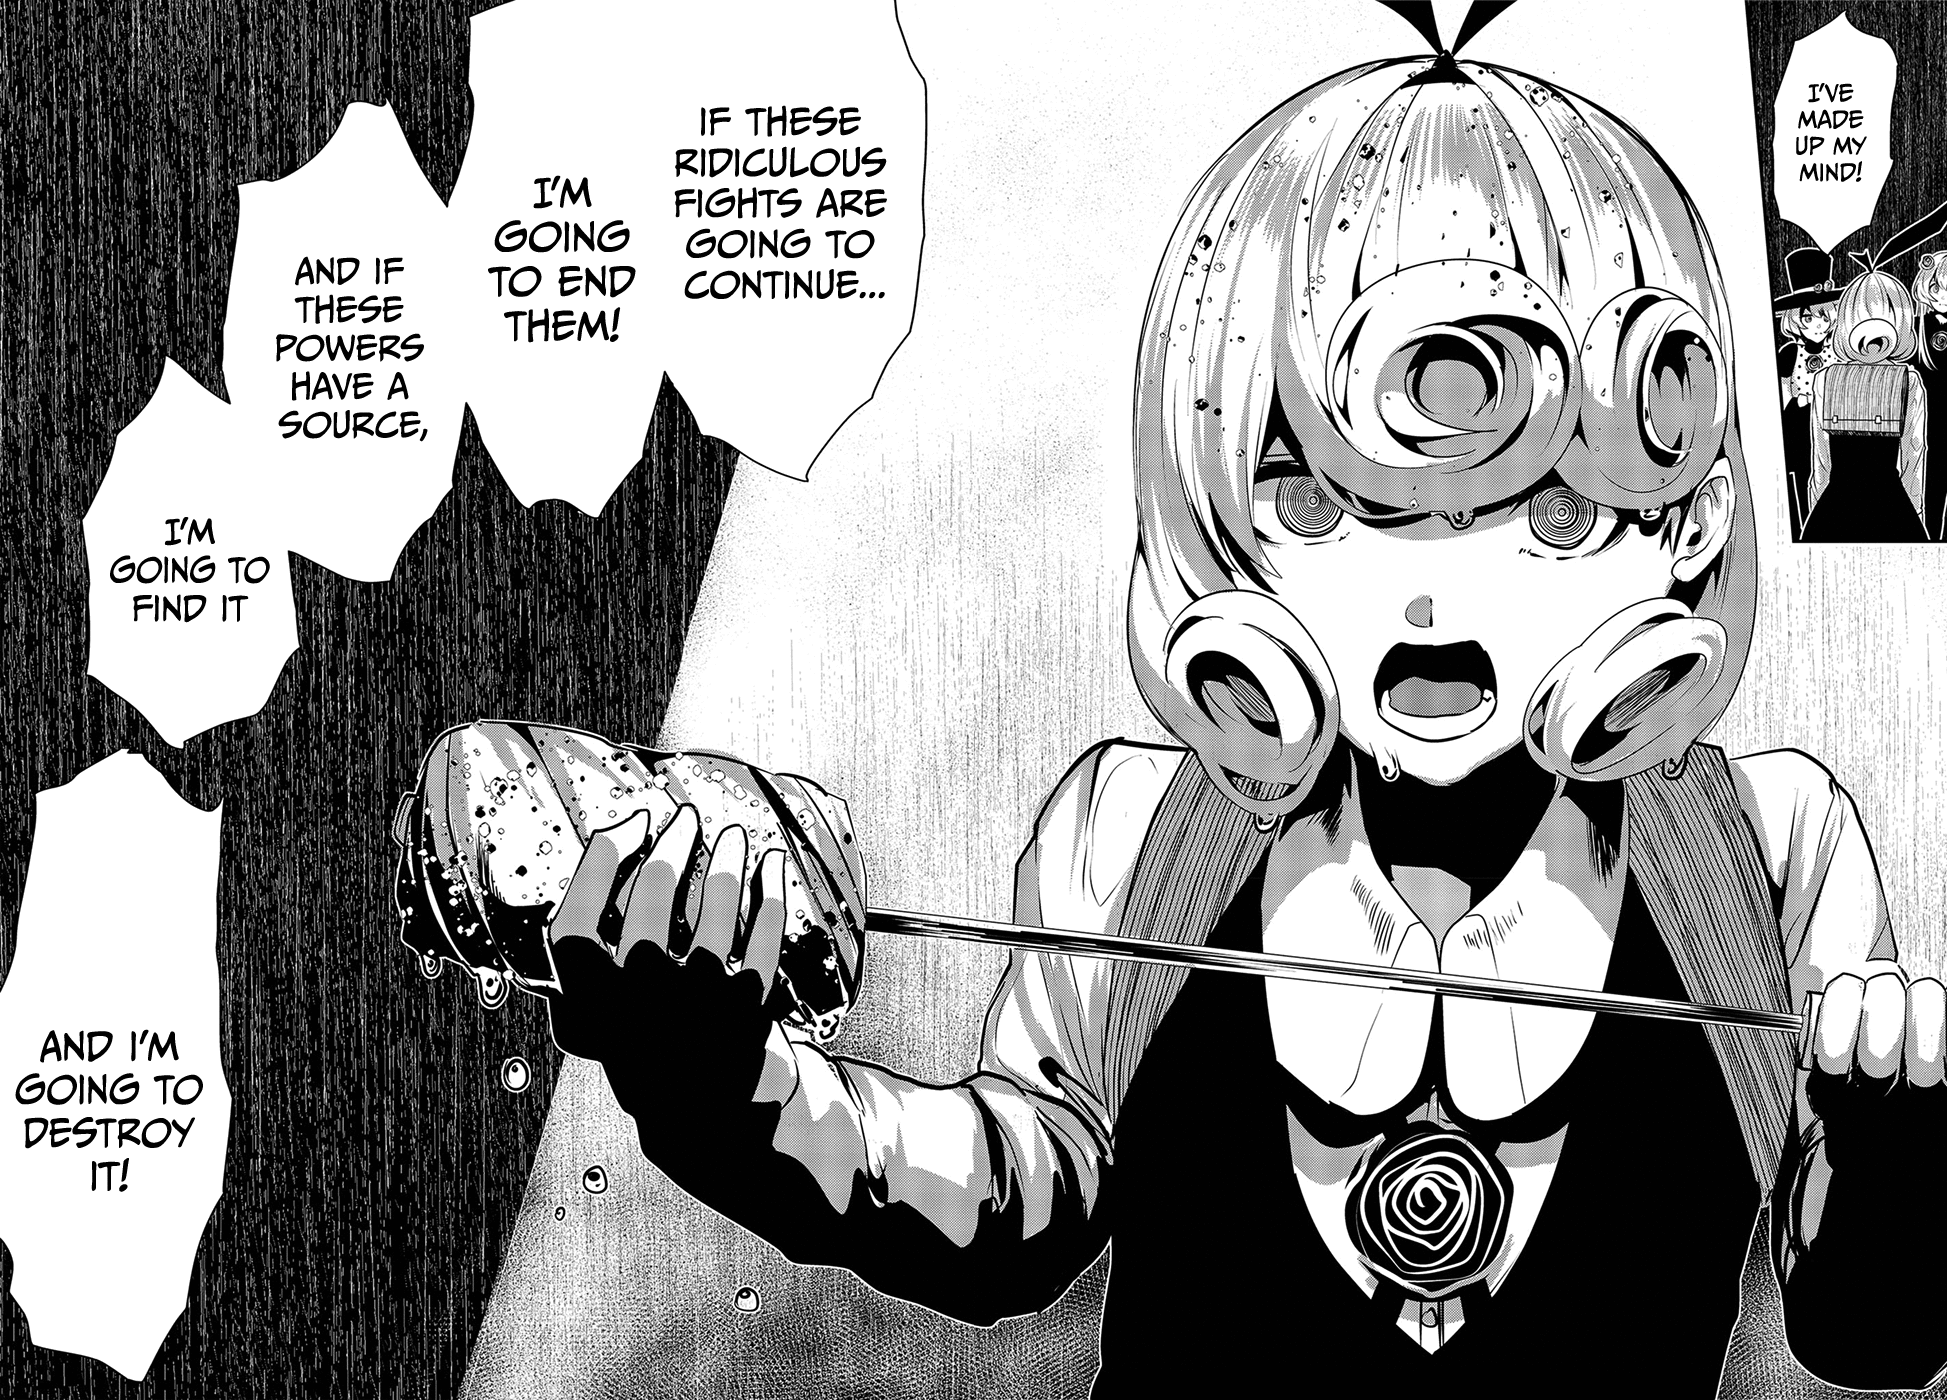 I'VE
MADE
UP MY
MIND!
IF THESE
RIDICULOUS
FIGHTS ARE
GOING TO
CONTINUE...
I'M
GOING
TO END
THEM!
AND IF
THESE
POWERS
HAVE A
SOURCE,
I'M
GOING TO
FIND IT
AND I'M
GOING TO
DESTROY
IT!